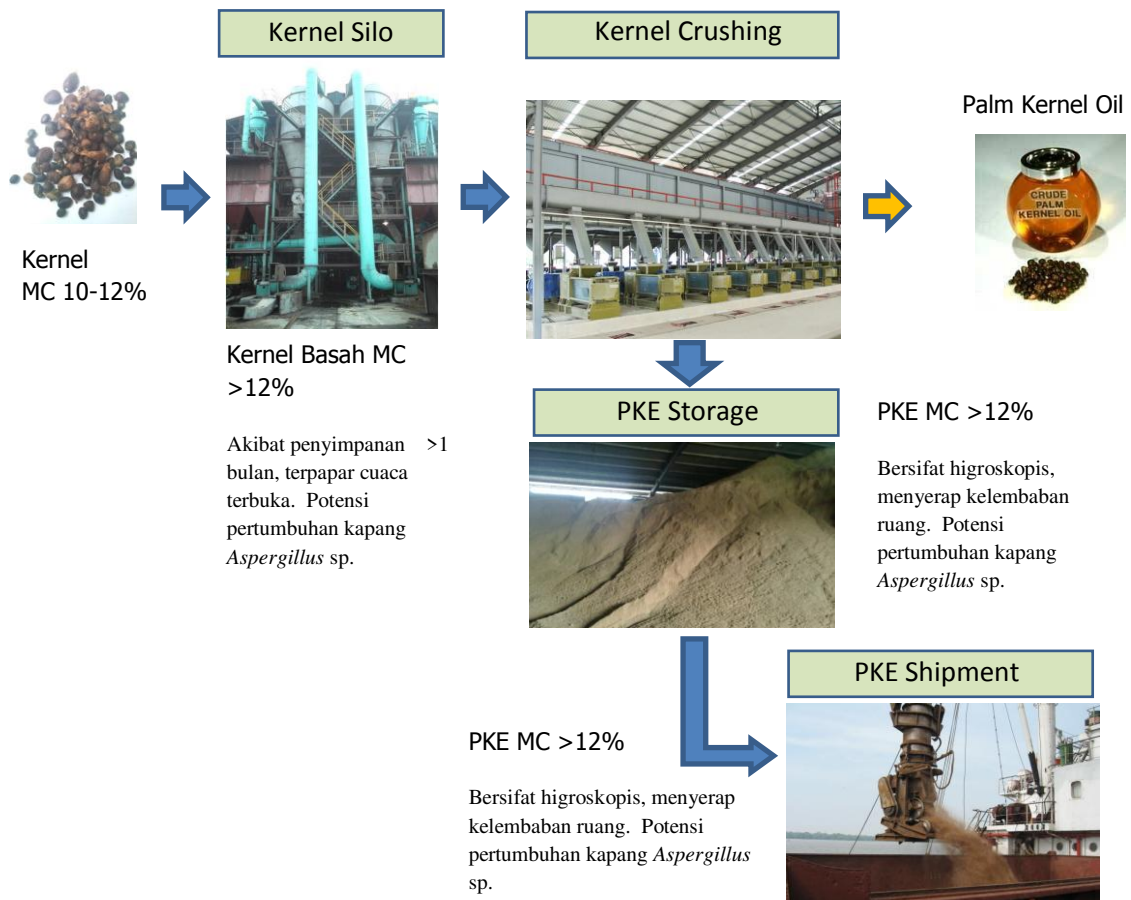 Kernel Silo
Kernel Crushing
Palm Kernel Oil
CRUDE
PALM
KERNEL OIL
Kernel
MC 10-12%
Kernel Basah MC
>12%
Akibat penyimpanan >1
bulan, terpapar cuaca
terbuka. Potensi
pertumbuhan kapang
Aspergillus sp.
PKE Storage
PKE MC >12%
Bersifat higroskopis,
menyerap kelembaban
ruang. Potensi
pertumbuhan kapang
Aspergillus sp.
PKE Shipment
PKE MC >12%
Bersifat higroskopis, menyerap
kelembaban ruang. Potensi
pertumbuhan kapang Aspergillus
sp.